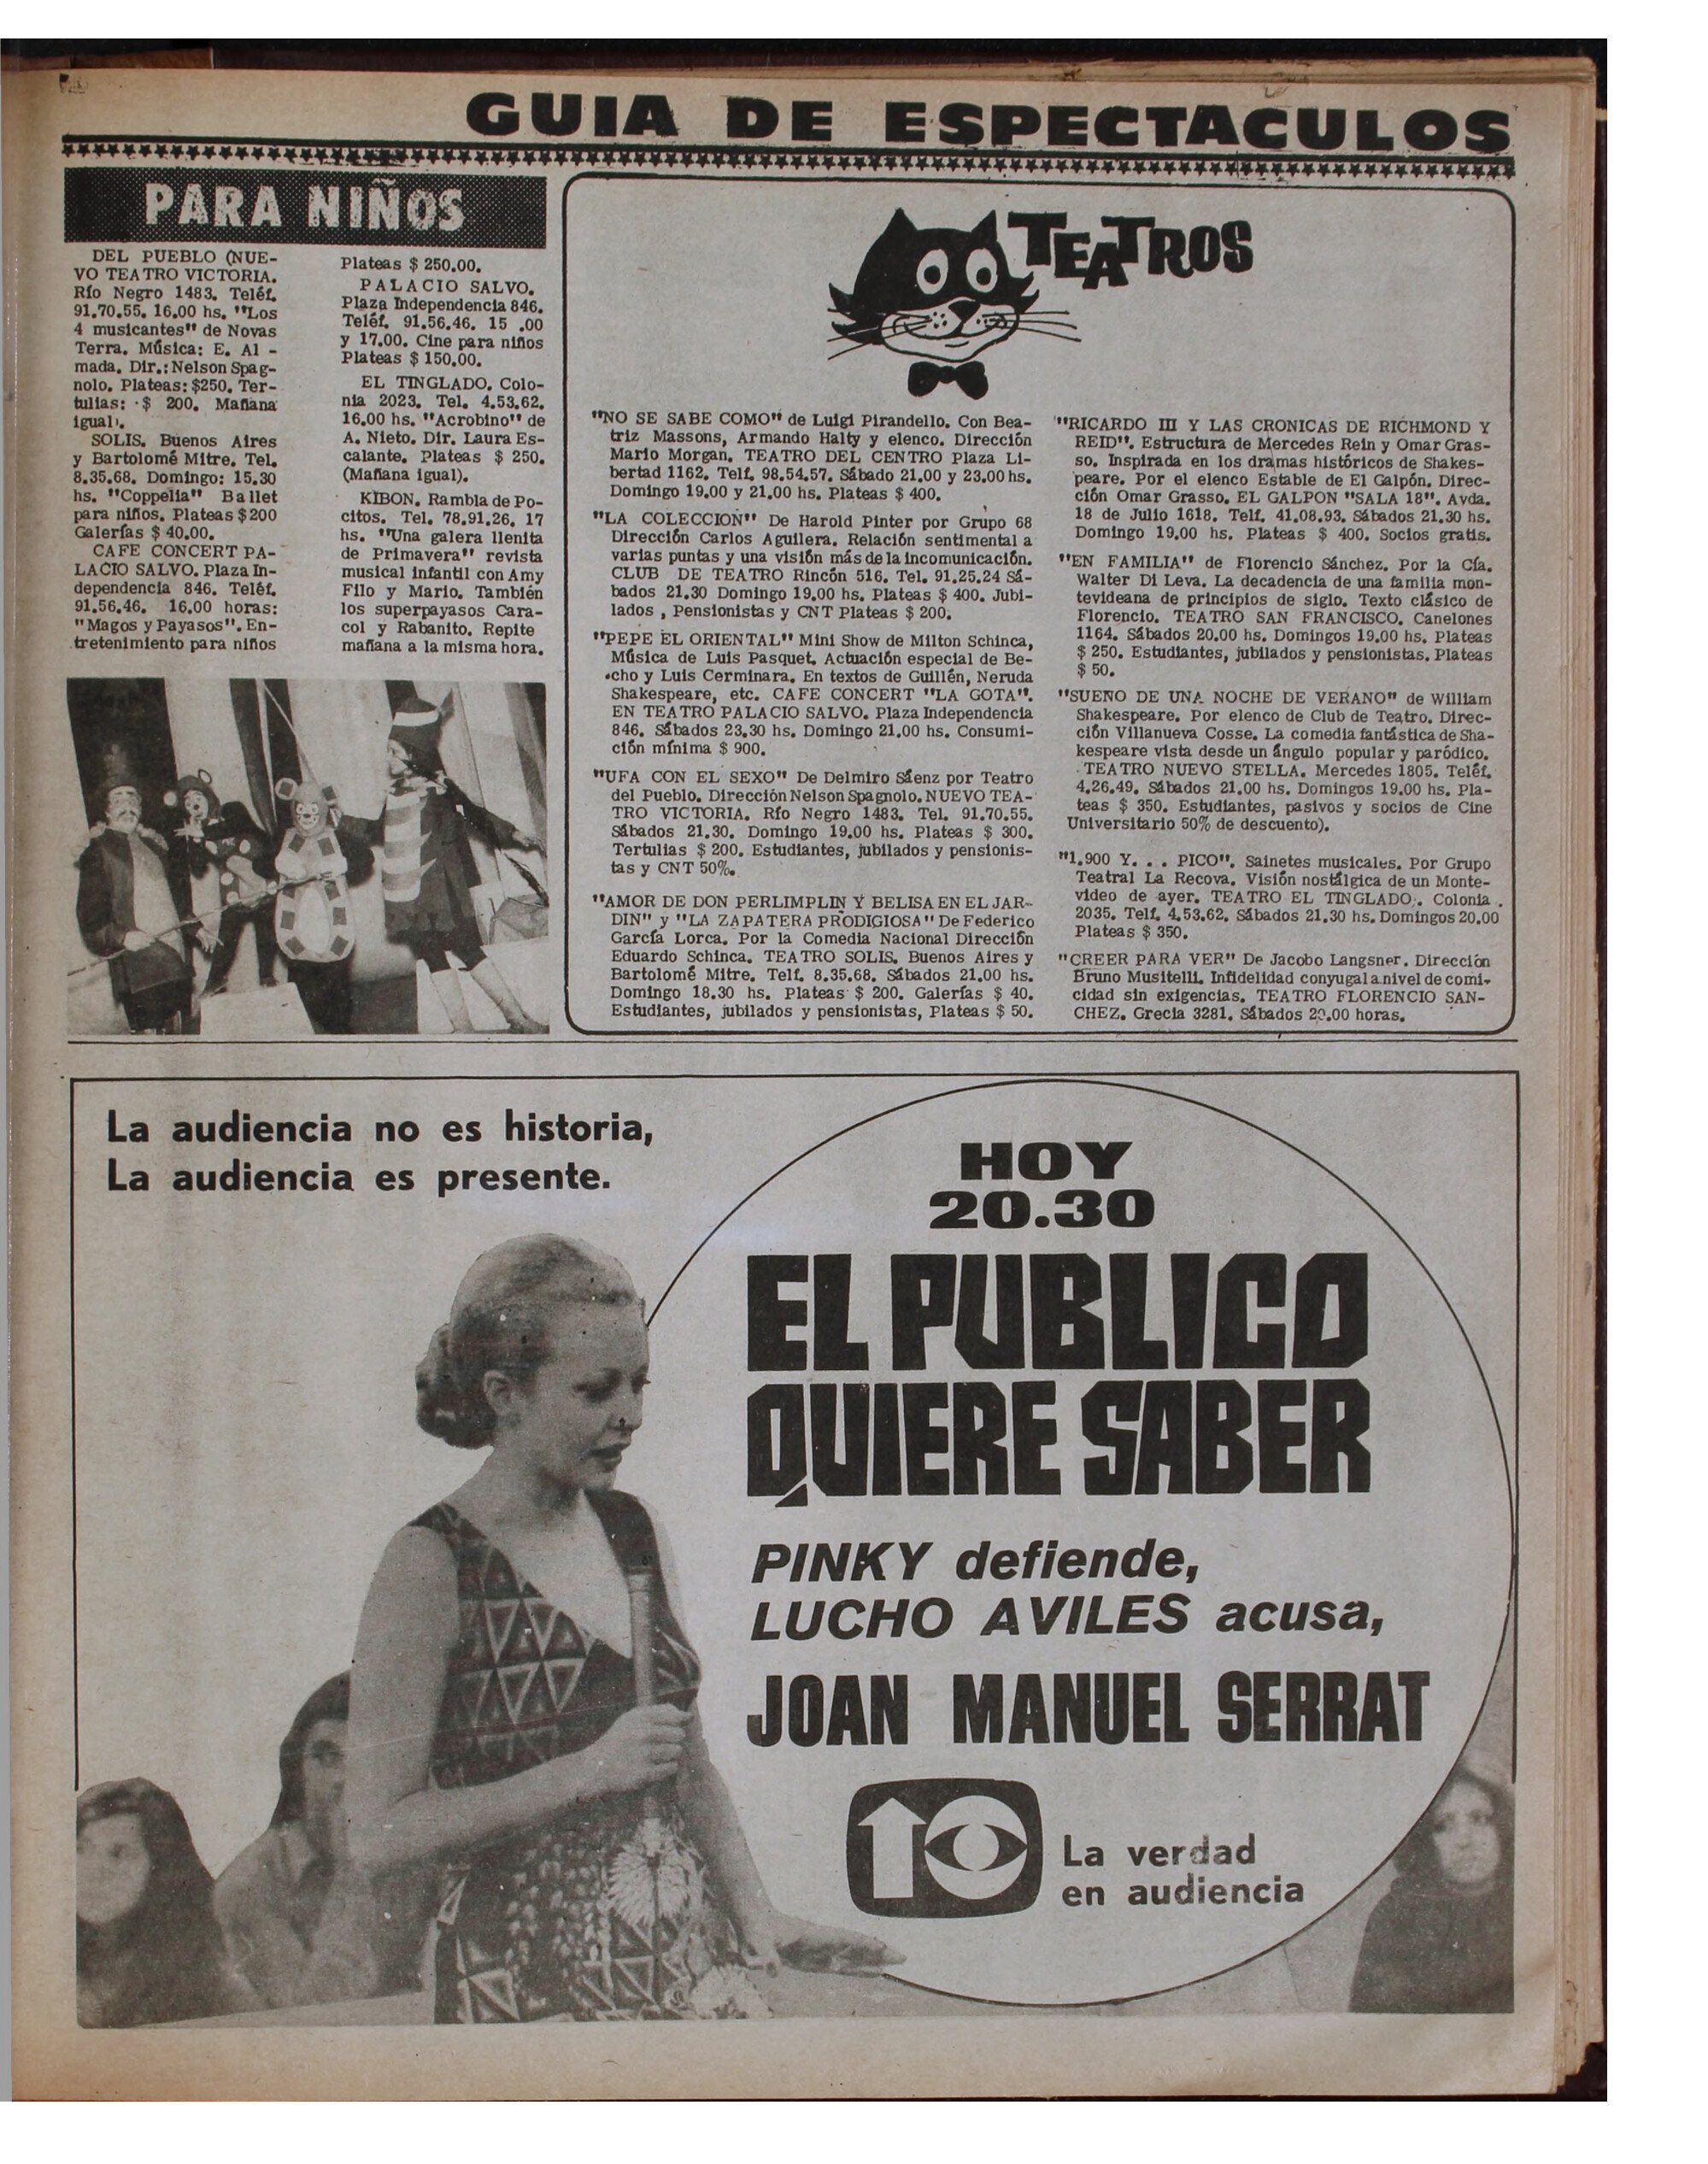 GUIA DE ESPECTACULOS
PARA NIÑOS
DEL PUEBLO (NUE-
VO TEATRO VICTORIA.
Río Negro 1483. Teléf.
91.70.55. 16.00 hs. "Los
4 musicantes" de Novas
Terra. Música: E. Al -
mada. Dir.: Nelson Spag-
nolo. Plateas: $250. Ter-
tulias: $ 200. Mañana
igual.
SOLIS. Buenos Aires
y Bartolomé Mitre. Tel.
8.35.68. Domingo: 15.30
hs. "Coppelia" Ballet
para niños. Plateas $ 200
Galerías $ 40.00.
CAFE CONCERT PA-
LACIO SALVO. Plaza In-
dependencia 846. Teléf.
91.56.46. 16.00 horas:
"Magos y Payasos". En-
tretenimiento para niños
Plateas $ 250.00.
PALACIO SALVO.
Plaza Independencia 846.
Teléf. 91.56.46. 15 .00
y 17.00. Cine para niños
Plateas $ 150.00.
EL TINGLADO. Colo-
nia 2023. Tel. 4.53.62.
16.00 hs. "Acrobino" de
A. Nieto. Dir. Laura Es-
calante. Plateas $ 250.
(Mañana igual).
KIBON. Rambla de Po-
citos. Tel. 78.91.26. 17
hs. "Una galera llenita
de Primavera" revista
musical infantil con Amy
Filo y Mario. También
los superpayasos Cara-
col y Rabanito. Repite
mañana a la misma hora.
TEATROS
"NO SE SABE COMO" de Luigi Pirandello. Con Bea-
triz Massons, Armando Halty y elenco. Dirección
Mario Morgan. TEATRO DEL CENTRO Plaza Li-
bertad 1162. Telf. 98.54.57. Sábado 21.00 y 23.00 hs.
Domingo 19.00 y 21.00 hs. Plateas $ 400.
"LA COLECCION" De Harold Pinter por Grupo 68
Dirección Carlos Aguilera. Relación sentimental a
varias puntas y una visión más de la incomunicación.
CLUB DE TEATRO Rincón 516. Tel. 91.25.24 Sá-
bados 21.30 Domingo 19.00 hs. Plateas $ 400. Jubi-
lados , Pensionistas y CNT Plateas $ 200.
"PEPE EL ORIENTAL" Mini Show de Milton Schinca,
Música de Luis Pasquet. Actuación especial de Be-
cho y Luis Cerminara. En textos de Guillén, Neruda
Shakespeare, etc. CAFE CONCERT "LA GOTA".
EN TEATRO PALACIO SALVO. Plaza Independencia
846. Sábados 23.30 hs. Domingo 21.00 hs. Consumi-
ción mínima $ 900.
"UFA CON EL SEXO" De Delmiro Sáenz por Teatro
del Pueblo. Dirección Nelson Spagnolo. NUEVO TEA-
TRO VICTORIA. Río Negro 1483. Tel. 91.70.55.
Sábados 21.30. Domingo 19.00 hs. Plateas $ 300.
Tertulias $ 200. Estudiantes, jubilados y pensionis-
tas y CNT 50%.
"AMOR DE DON PERLIMPLIN Y BELISA EN EL JAR-
DIN" y "LA ZAPATERA PRODIGIOSA" De Federico
García Lorca. Por la Comedia Nacional Dirección
Eduardo Schinca. TEATRO SOLIS. Buenos Aires y
Bartolomé Mitre. Telf. 8.35.68. Sábados 21.00 hs.
Domingo 18.30 hs. Plateas $ 200. Galerías $ 40.
Estudiantes, jubilados y pensionistas, Plateas $ 50.
"RICARDO III Y LAS CRONICAS DE RICHMOND Y
REID". Estructura de Mercedes Rein y Omar Gras-
so. Inspirada en los dramas históricos de Shakes-
peare. Por el elenco Estable de El Galpón. Direc-
ción Omar Grasso. EL GALPON "SALA 18". Avda.
18 de Julio 1618. Telf. 41.08.93. Sábados 21.30 hs.
Domingo 19.00 hs. Plateas $ 400. Socios gratis.
"EN FAMILIA" de Florencio Sánchez. Por la Cía.
Walter Di Leva. La decadencia de una familia mon-
tevideana de principios de siglo. Texto clásico de
Florencio. TEATRO SAN FRANCISCO. Canelones
1164. Sábados 20.00 hs. Domingos 19.00 hs. Plateas
$ 250. Estudiantes, jubilados y pensionistas. Plateas
$ 50.
"SUEÑO DE UNA NOCHE DE VERANO" de William
Shakespeare. Por elenco de Club de Teatro. Direc-
ción Villanueva Cosse. La comedia fantástica de Sha-
kespeare vista desde un ángulo popular y paródico.
TEATRO NUEVO STELLA. Mercedes 1805. Teléf.
4.26.49. Sábados 21.00 hs. Domingos 19.00 hs. Pla-
teas $ 350. Estudiantes, pasivos y socios de Cine
Universitario 50% de descuento).
"1.900 Y. . . PICO". Sainetes musicales. Por Grupo
Teatral La Recova. Visión nostálgica de un Monte-
video de ayer. TEATRO EL TINGLADO. Colonia
2035. Telf. 4.53.62. Sábados 21.30 hs. Domingos 20.00
Plateas $ 350.
"CREER PARA VER" De Jacobo Langsner. Dirección
Bruno Musitelli. Infidelidad conyugal a nivel de comi-
cidad sin exigencias. TEATRO FLORENCIO SAN-
CHEZ. Grecia 3281. Sábados 20.00 horas.
La audiencia no es historia,
La audiencia es presente.
HOY
20.30
EL PUBLICO
QUIERE SABER
PINKY defiende,
LUCHO AVILES acusa,
JOAN MANUEL SERRAT
10
La verdad
en audiencia